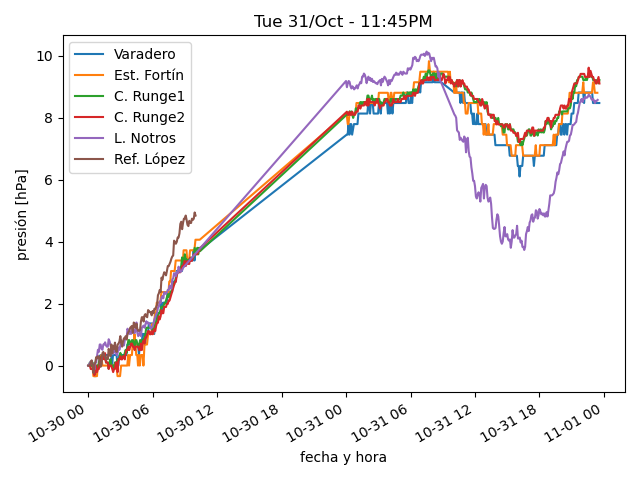 Tue 31/Oct - 11:45PM
Varadero
Est. Fortín
C. Runge1
C. Runge2
L. Notros
Ref. López
presión [hPa]
10
8
6
4
2
0
10-30 00
10-30 06
10-30 12
10-30 18
10-31 00
10-31 06
10-31 12
10-31 18
11-01 00
fecha y hora